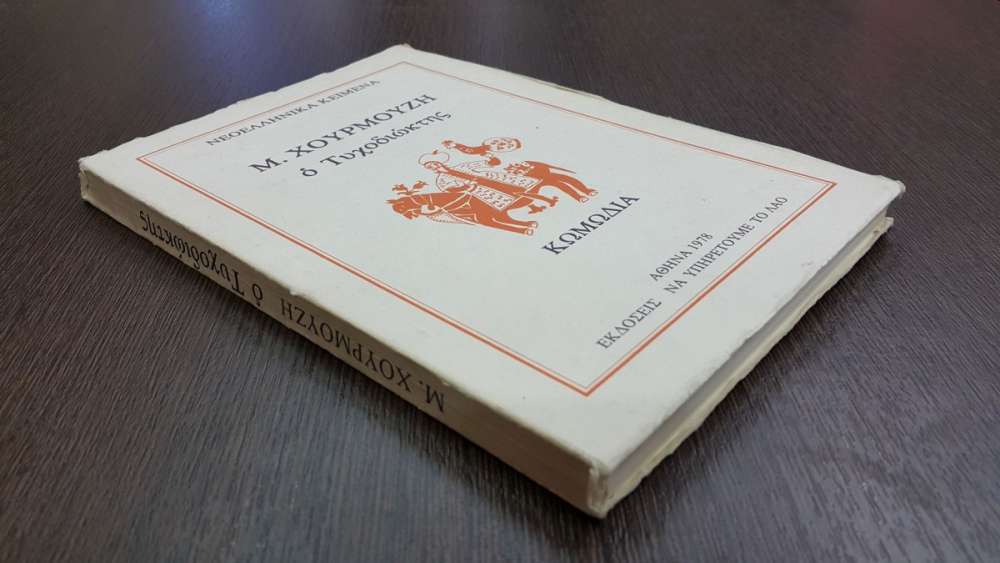 ΝΕΟΕΛΛΗΝΙΚΑ ΚΕΙΜΕΝΑ
Μ. ΧΟΥΡΜΟΥΖΗ
ὁ Τυχοδιώκτης
ΚΩΜΩΔΙΑ
ΑΘΗΝΑ 1978
ΕΚΔΟΣΕΙΣ ΝΑ ΥΠΗΡΕΤΟΥΜΕ ΤΟ ΛΑΟ
Μ. ΧΟΥΡΜΟΥΖΗ ὁ Τυχοδιώκτης